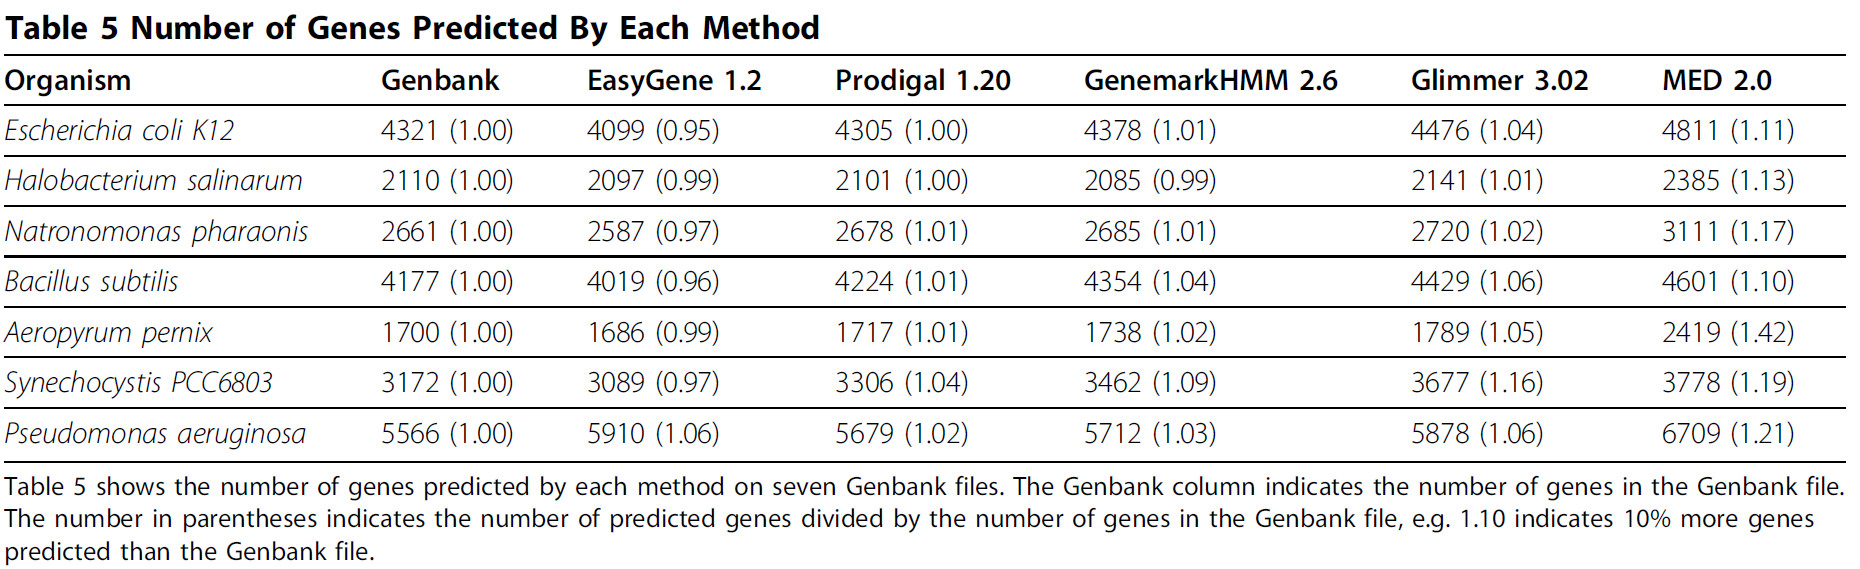 Table 5 Number of Genes Predicted By Each Method
Organism Genbank EasyGene 1.2 Prodigal 1.20 GenemarkHMM 2.6 Glimmer 3.02 MED 2.0
Escherichia coli K12 4321 (1.00) 4099 (0.95) 4305 (1.00) 4378 (1.01) 4476 (1.04) 4811 (1.11)
Halobacterium salinarum 2110 (1.00) 2097 (0.99) 2101 (1.00) 2085 (0.99) 2141 (1.01) 2385 (1.13)
Natronomonas pharaonis 2661 (1.00) 2587 (0.97) 2678 (1.01) 2685 (1.01) 2720 (1.02) 3111 (1.17)
Bacillus subtilis 4177 (1.00) 4019 (0.96) 4224 (1.01) 4354 (1.04) 4429 (1.06) 4601 (1.10)
Aeropyrum pernix 1700 (1.00) 1686 (0.99) 1717 (1.01) 1738 (1.02) 1789 (1.05) 2419 (1.42)
Synechocystis PCC6803 3172 (1.00) 3089 (0.97) 3306 (1.04) 3462 (1.09) 3677 (1.16) 3778 (1.19)
Pseudomonas aeruginosa 5566 (1.00) 5910 (1.06) 5679 (1.02) 5712 (1.03) 5878 (1.06) 6709 (1.21)
Table 5 shows the number of genes predicted by each method on seven Genbank files. The Genbank column indicates the number of genes in the Genbank file.
The number in parentheses indicates the number of predicted genes divided by the number of genes in the Genbank file, e.g. 1.10 indicates 10% more genes
predicted than the Genbank file.